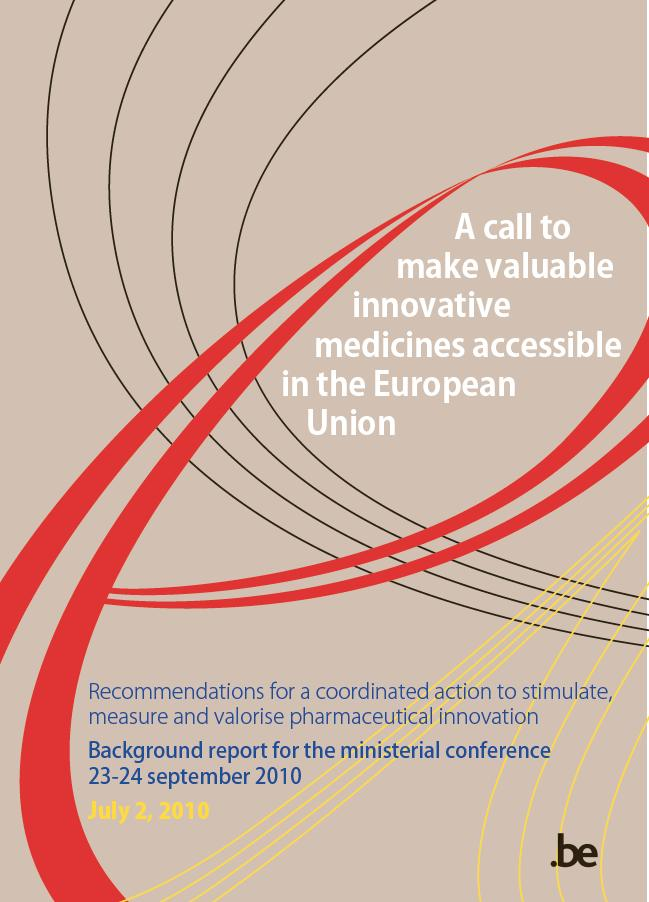 A call to
make valuable
innovative
medicines accessible
in the European
Union
Recommendations for a coordinated action to stimulate,
measure and valorise pharmaceutical innovation
Background report for the ministerial conference
23-24 september 2010
July 2, 2010
.be